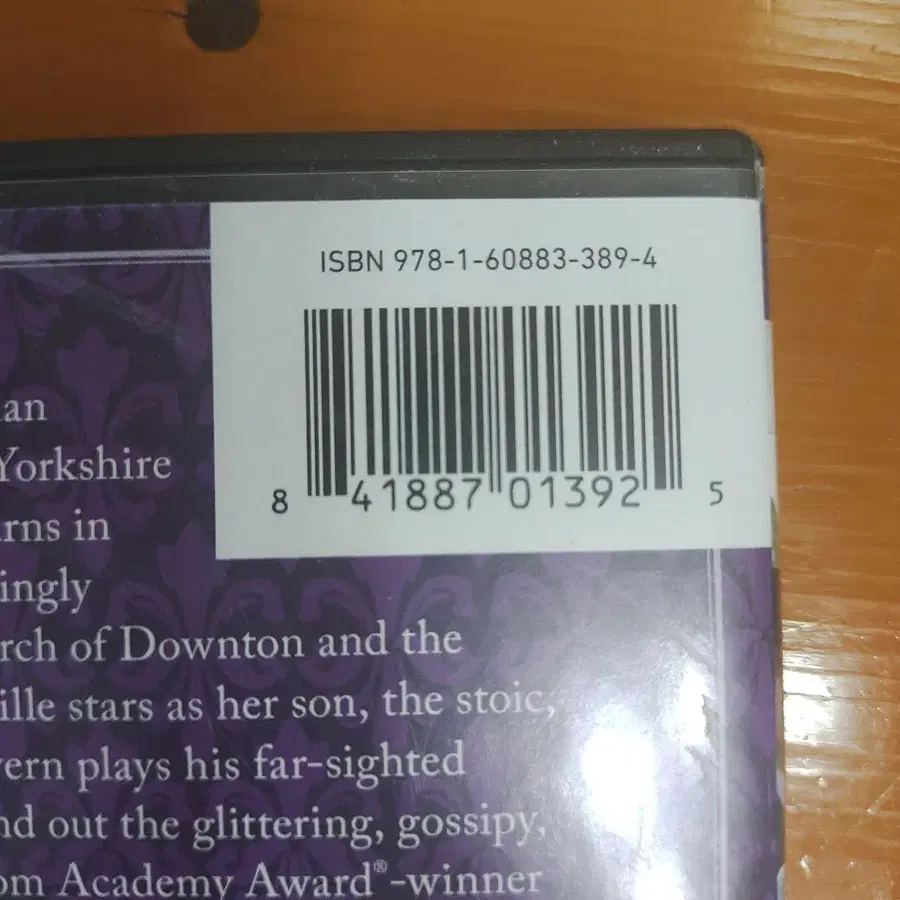 ISBN 978-1-60883-389-4
8 41887 01392 5
an
Yorkshire
rns in
ingly
rch of Downton and the
ille stars as her son, the stoic,
vern plays his far-sighted
nd out the glittering, gossipy,
om Academy Award®-winner